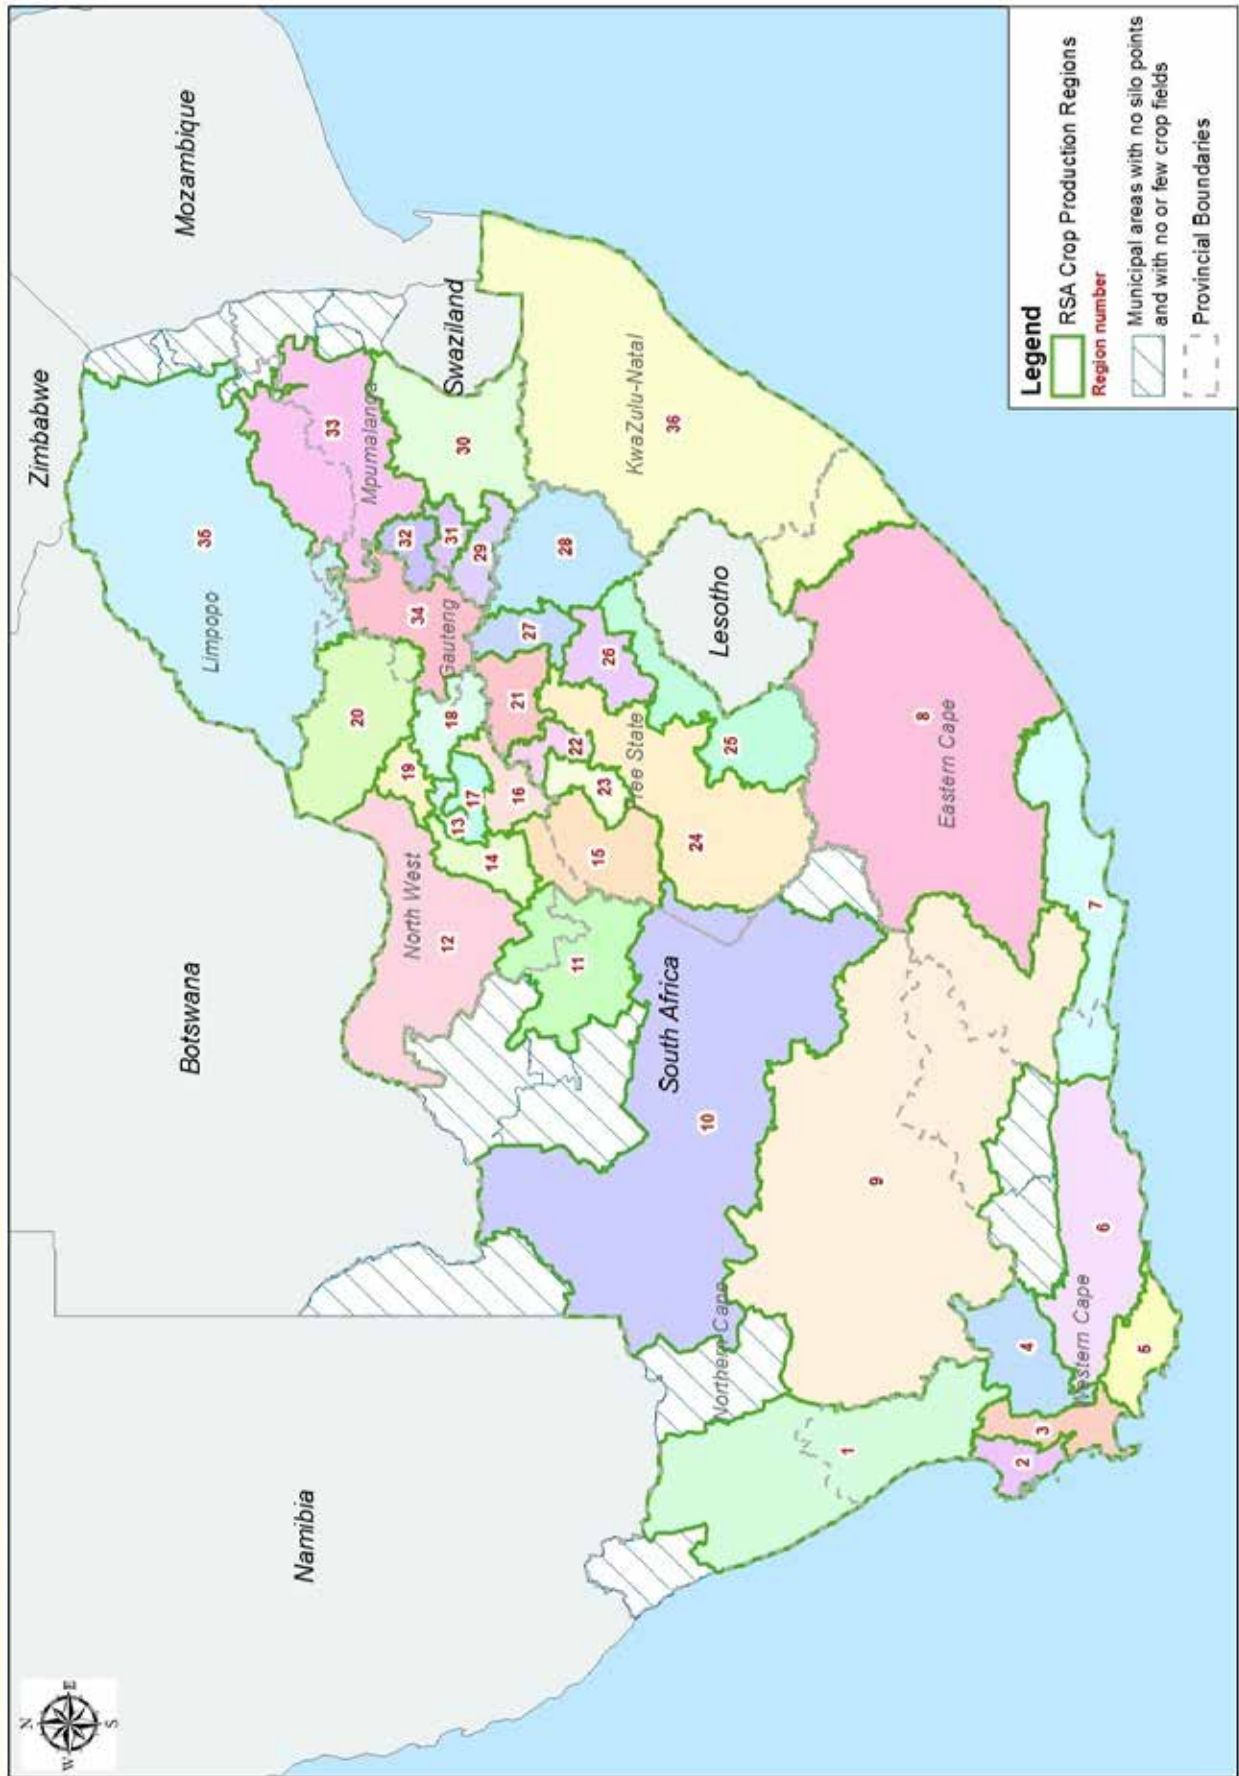 Zimbabwe
Mozambique
Botswana
Namibia
Swaziland
Lesotho
South Africa
Limpopo
Mpumalanga
North West
Gauteng
Free State
KwaZulu-Natal
Northern Cape
Eastern Cape
Western Cape
1
2
3
4
5
6
7
8
9
10
11
12
13
14
15
16
17
18
19
20
21
22
23
24
25
26
27
28
29
30
31
32
33
34
35
36
N
W
E
S
Legend
RSA Crop Production Regions
Region number
Municipal areas with no silo points
and with no or few crop fields
Provincial Boundaries